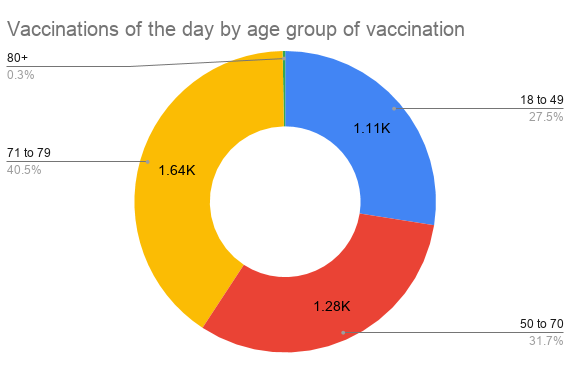 Vaccinations of the day by age group of vaccination
80+
0.3%
18 to 49
27.5%
1.11K
71 to 79
40.5%
1.64K
1.28K
50 to 70
31.7%